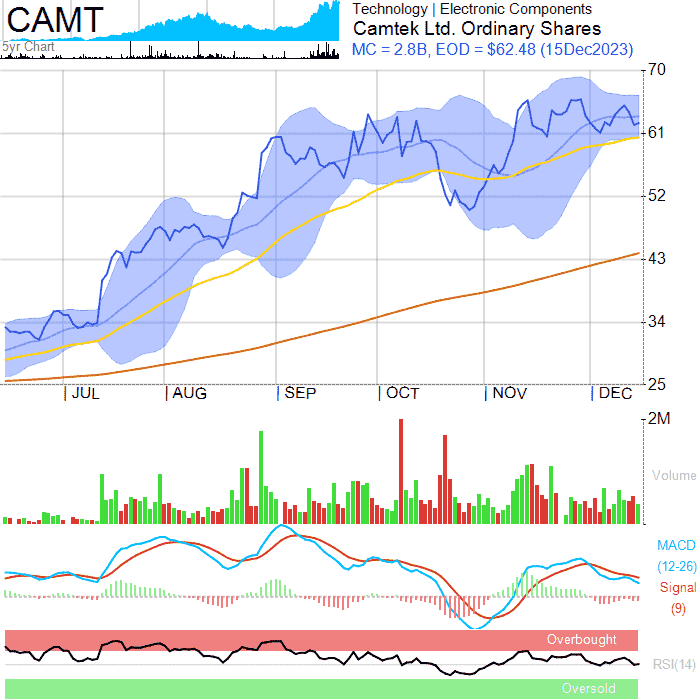 CAMT
5yr Chart
Technology | Electronic Components
Camtek Ltd. Ordinary Shares
MC = 2.8B, EOD = $62.48 (15Dec2023)
70
61
52
43
34
25
JUL AUG SEP OCT NOV DEC
2M
Volume
MACD
(12-26)
Signal
(9)
Overbought
RSI(14)
Oversold